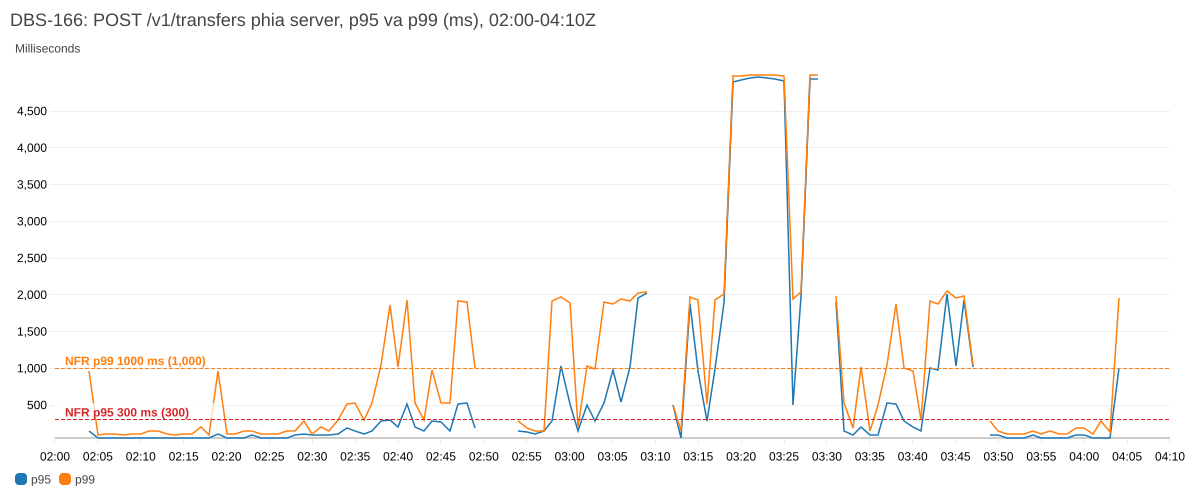 DBS-166: POST /v1/transfers phia server, p95 va p99 (ms), 02:00-04:10Z
Milliseconds
4,500
4,000
3,500
3,000
2,500
2,000
1,500
1,000
500
NFR p99 1000 ms (1,000)
NFR p95 300 ms (300)
02:00 02:05 02:10 02:15 02:20 02:25 02:30 02:35 02:40 02:45 02:50 02:55 03:00 03:05 03:10 03:15 03:20 03:25 03:30 03:35 03:40 03:45 03:50 03:55 04:00 04:05 04:10
p95 p99